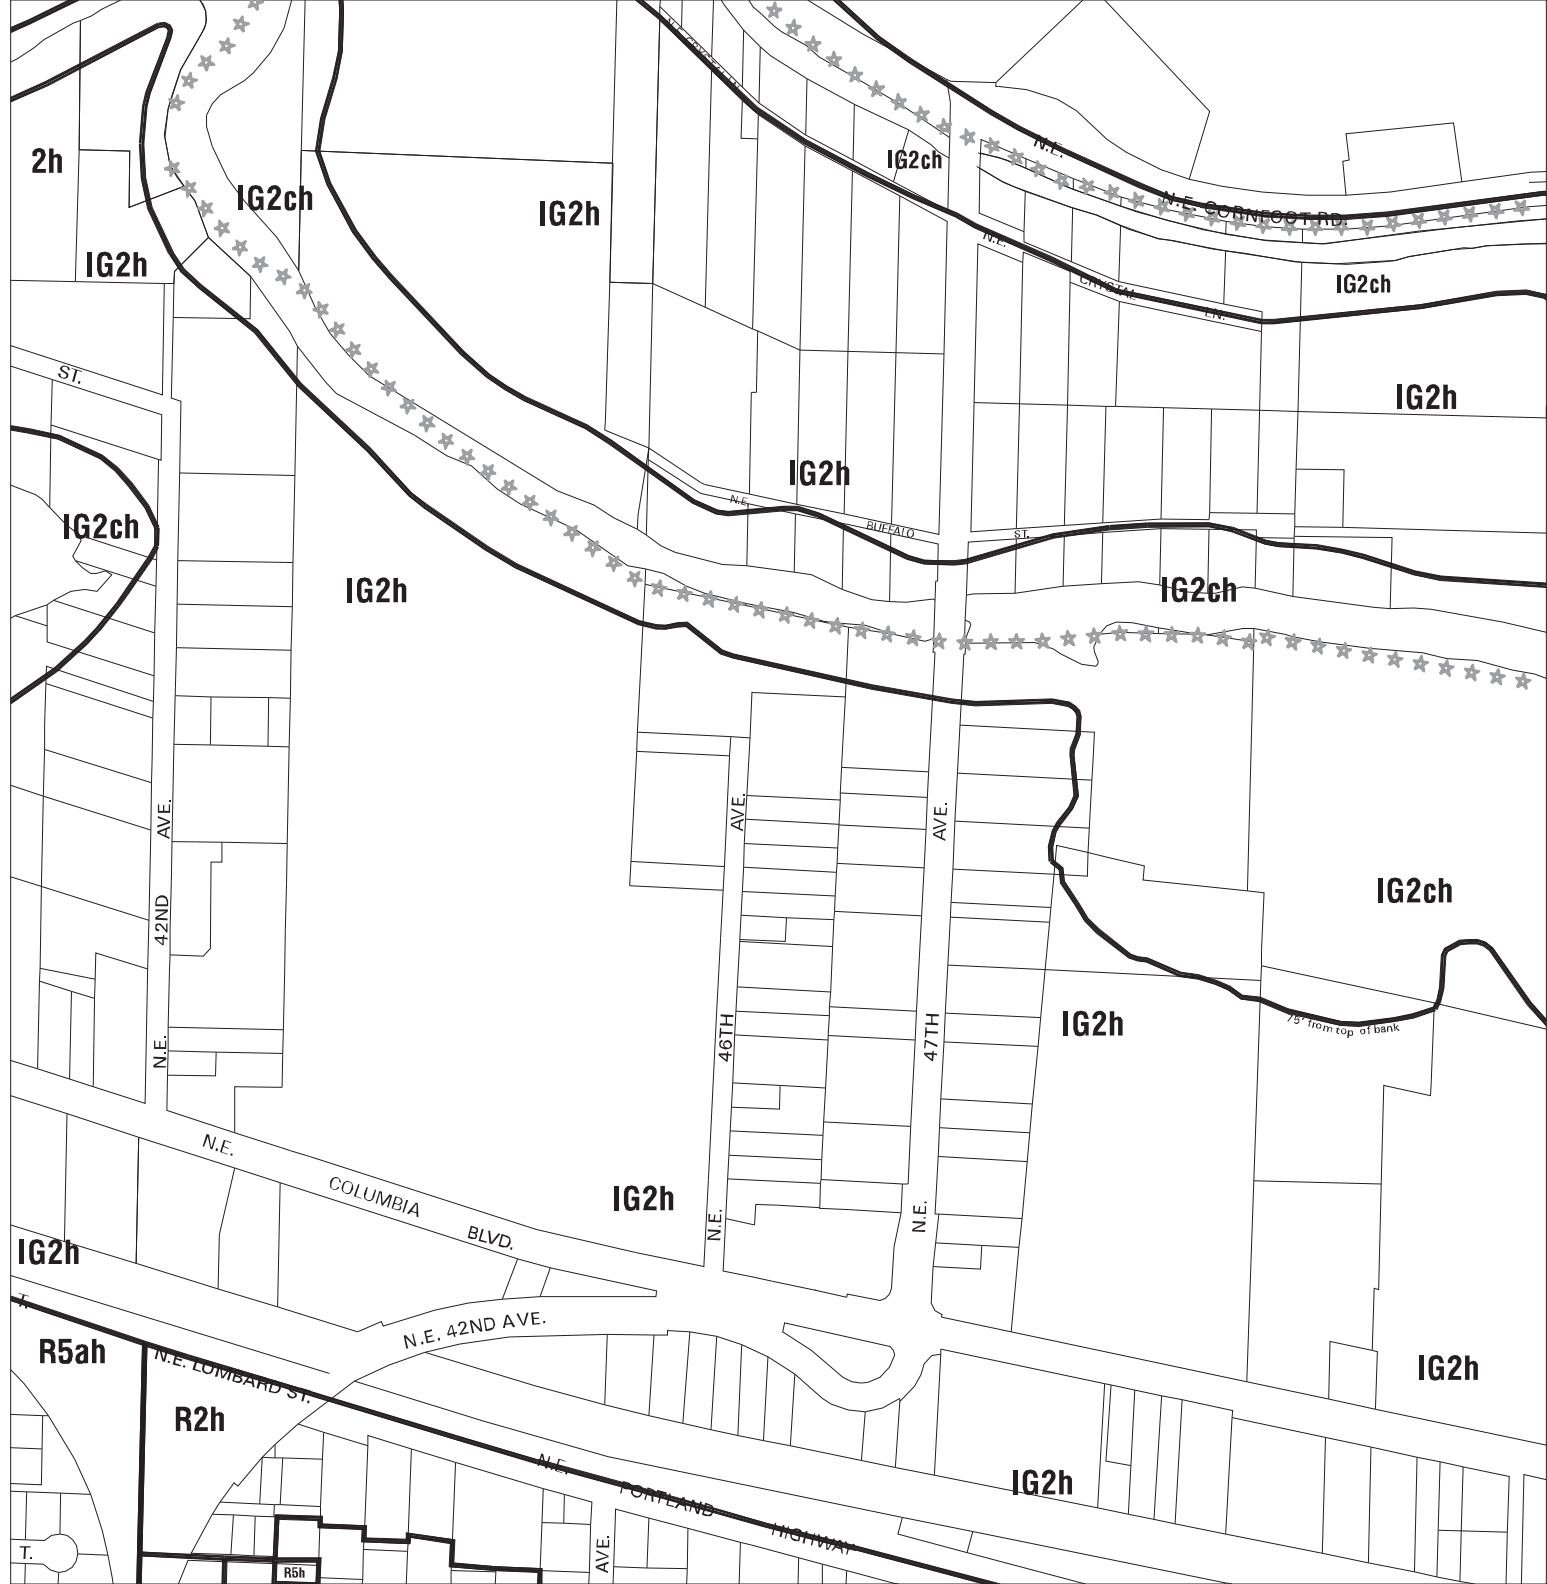 N.E. CRYSTAL LN.
N.E.
2h
IG2ch
IG2ch
IG2h
N.E. CORNFOOT RD.
N.E.
CRYSTAL
LN.
IG2h
IG2ch
ST.
IG2h
IG2h
N.E.
BUFFALO
ST.
IG2ch
IG2h
IG2ch
AVE.
AVE.
AVE.
42ND
IG2ch
N.E.
46TH
47TH
IG2h
75' from top of bank
N.E.
COLUMBIA
BLVD.
IG2h
N.E.
N.E.
IG2h
T.
N.E. 42ND AVE.
R5ah
N.E. LOMBARD ST.
IG2h
R2h
N.E.
PORTLAND
HIGHWAY
IG2h
T.
AVE.
R5h